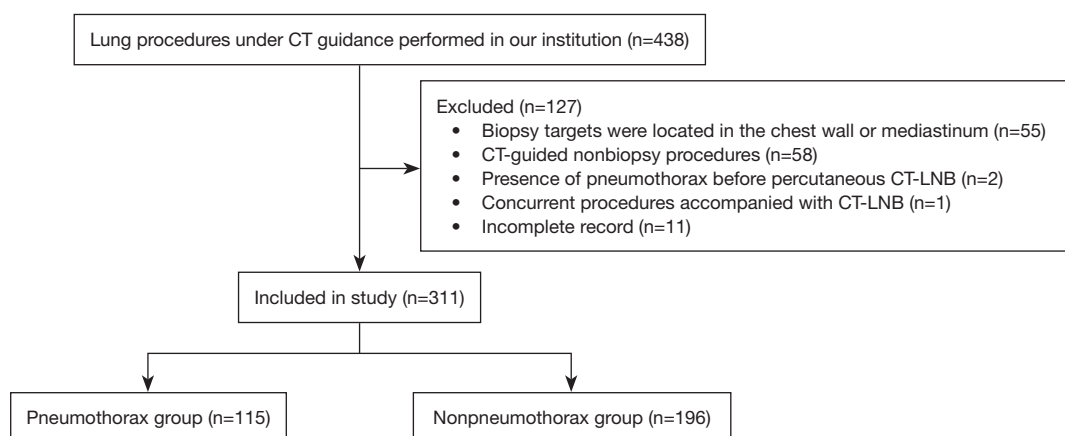 Lung procedures under CT guidance performed in our institution (n=438)
Excluded (n=127)
• Biopsy targets were located in the chest wall or mediastinum (n=55)
• CT-guided nonbiopsy procedures (n=58)
• Presence of pneumothorax before percutaneous CT-LNB (n=2)
• Concurrent procedures accompanied with CT-LNB (n=1)
• Incomplete record (n=11)
Included in study (n=311)
Pneumothorax group (n=115)
Nonpneumothorax group (n=196)